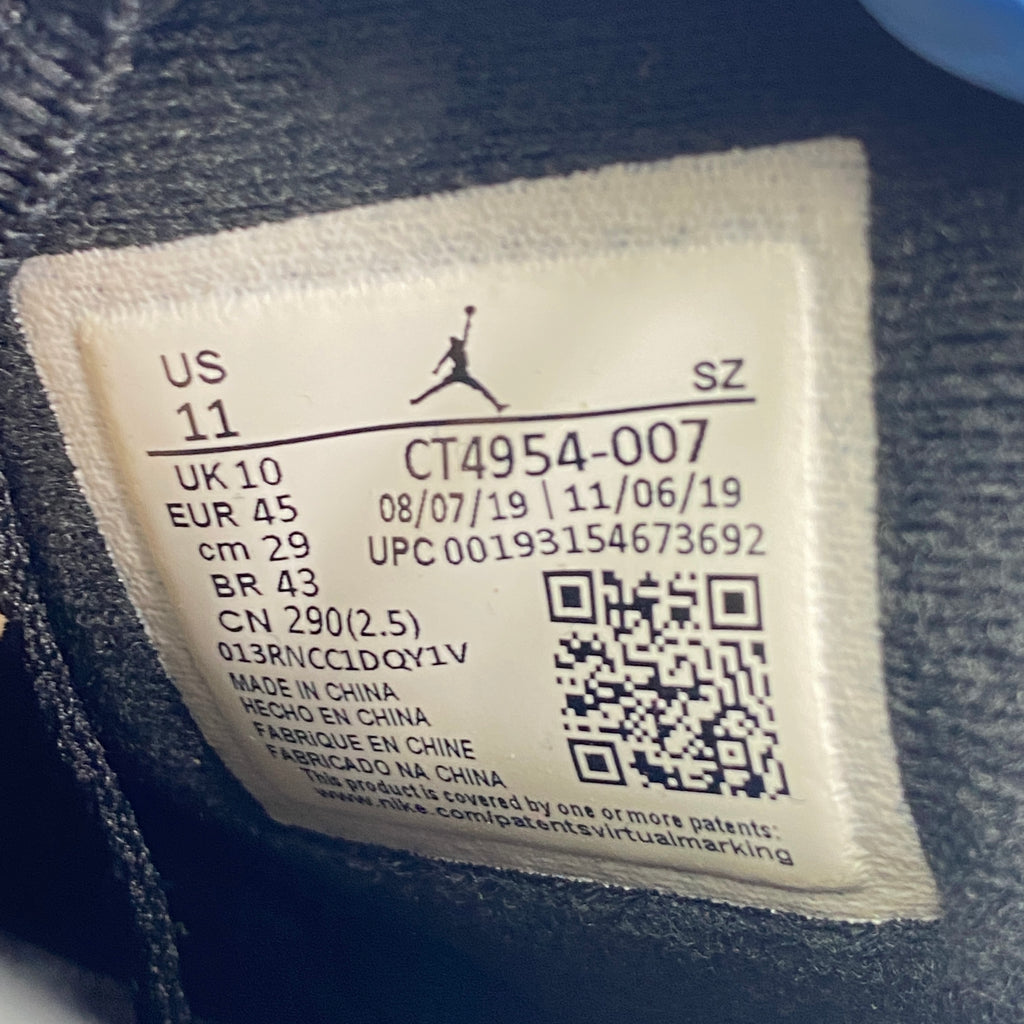 US SZ
11
UK 10 CT4954-007
EUR 45 08/07/19 | 11/06/19
cm 29 UPC 00193154673692
BR 43
CN 290(2.5)
013RNCC1DQY1V
MADE IN CHINA
HECHO EN CHINA
FABRIQUE EN CHINE
FABRICADO NA CHINA
This product is covered by one or more patents:
www.nike.com/patentsvirtualmarking